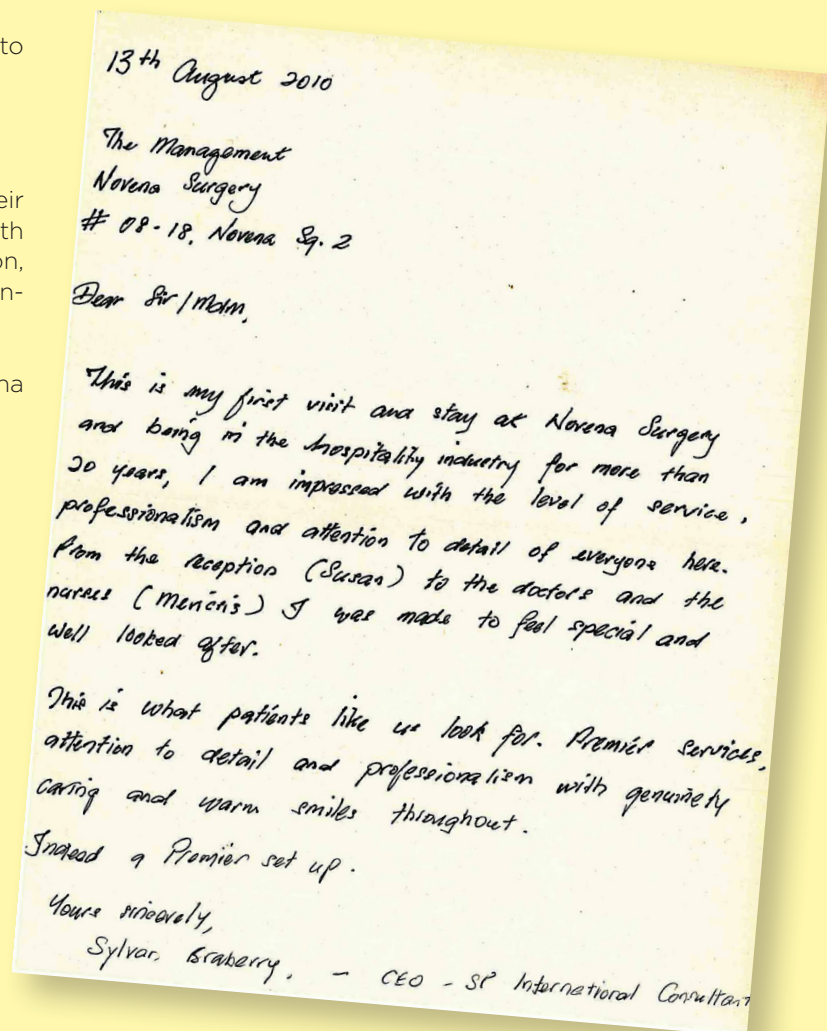 to
eir
th
on,
n-
na
13th August 2010
The Management
Novena Surgery
# 08-18, Novena Sq. 2
Dear Sir/Mdm,
This is my first visit and stay at Novena Surgery
and being in the hospitality industry for more than
20 years, I am impressed with the level of service,
professionalism and attention to detail of everyone here.
From the reception (Susan) to the doctors and the
nurses ( ) I was made to feel special and
well looked after.
This is what patients like us look for. Premier services,
attention to detail and professionalism with genuinely
caring and warm smiles throughout.
Indeed a Premier set up.
Yours sincerely,
Braberry. - CEO - SP International Consultant